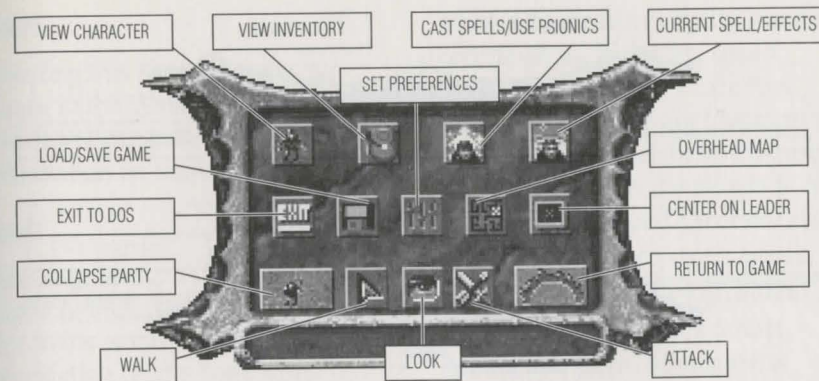 VIEW CHARACTER
VIEW INVENTORY
CAST SPELLS/USE PSIONICS
CURRENT SPELL/EFFECTS
SET PREFERENCES
LOAD/SAVE GAME
OVERHEAD MAP
EXIT TO DOS
CENTER ON LEADER
COLLAPSE PARTY
RETURN TO GAME
WALK
LOOK
ATTACK